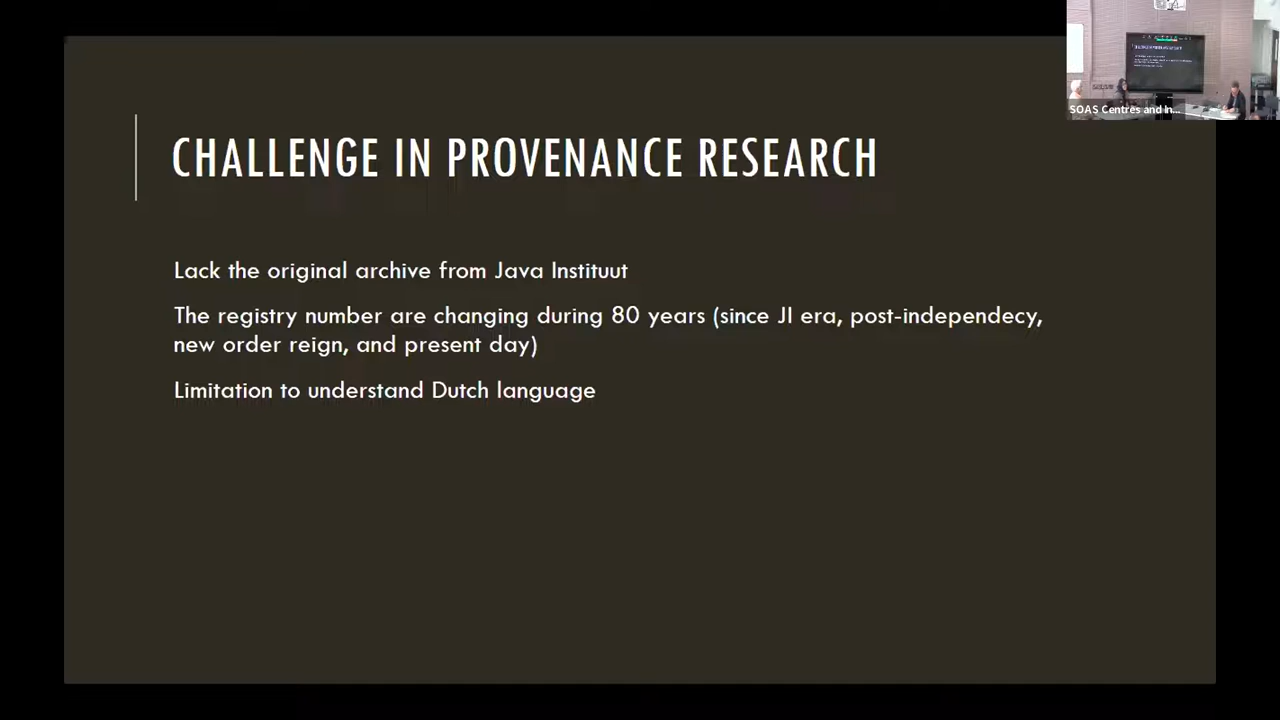 CHALLENGE IN PROVENANCE RESEARCH
Lack the original archive from Java Instituut
The registry number are changing during 80 years (since JI era, post-independecy,
new order reign, and present day)
Limitation to understand Dutch language
SOAS Centres and In...